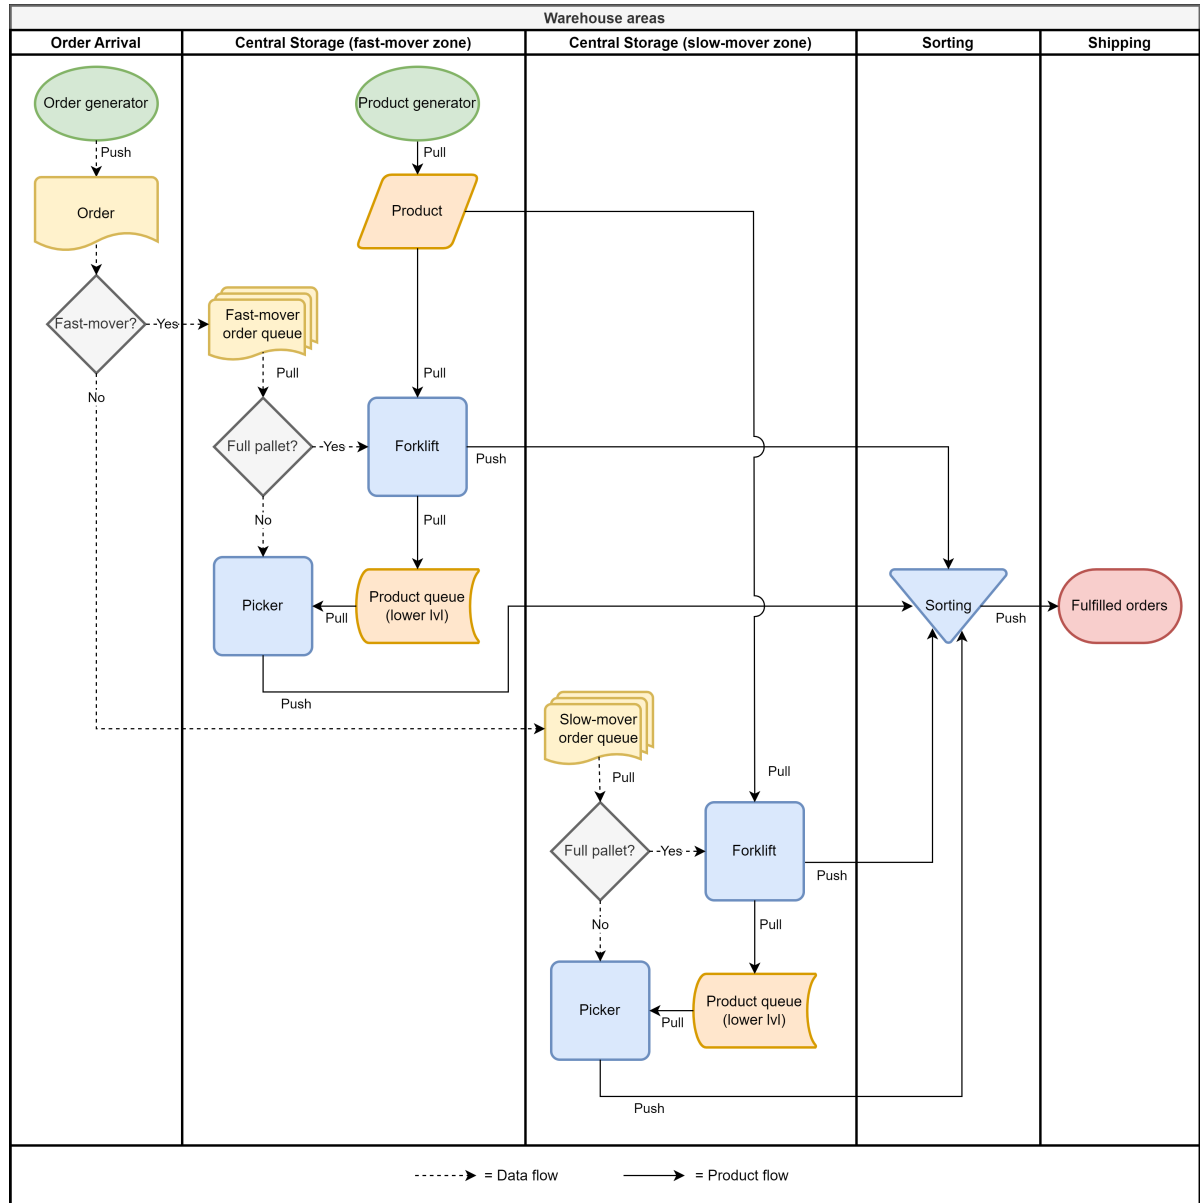 Warehouse areas
Order Arrival
Central Storage (fast-mover zone)
Central Storage (slow-mover zone)
Sorting
Shipping
Order generator
Product generator
Push
Pull
Order
Product
Fast-mover?
Yes
Fast-mover
order queue
Pull
Pull
No
Full pallet?
Yes
Forklift
Push
No
Pull
Picker
Pull
Product queue
(lower lvl)
Sorting
Push
Fulfilled orders
Push
Slow-mover
order queue
Pull
Pull
Full pallet?
Yes
Forklift
Push
No
Pull
Picker
Pull
Product queue
(lower lvl)
Push
= Data flow
= Product flow